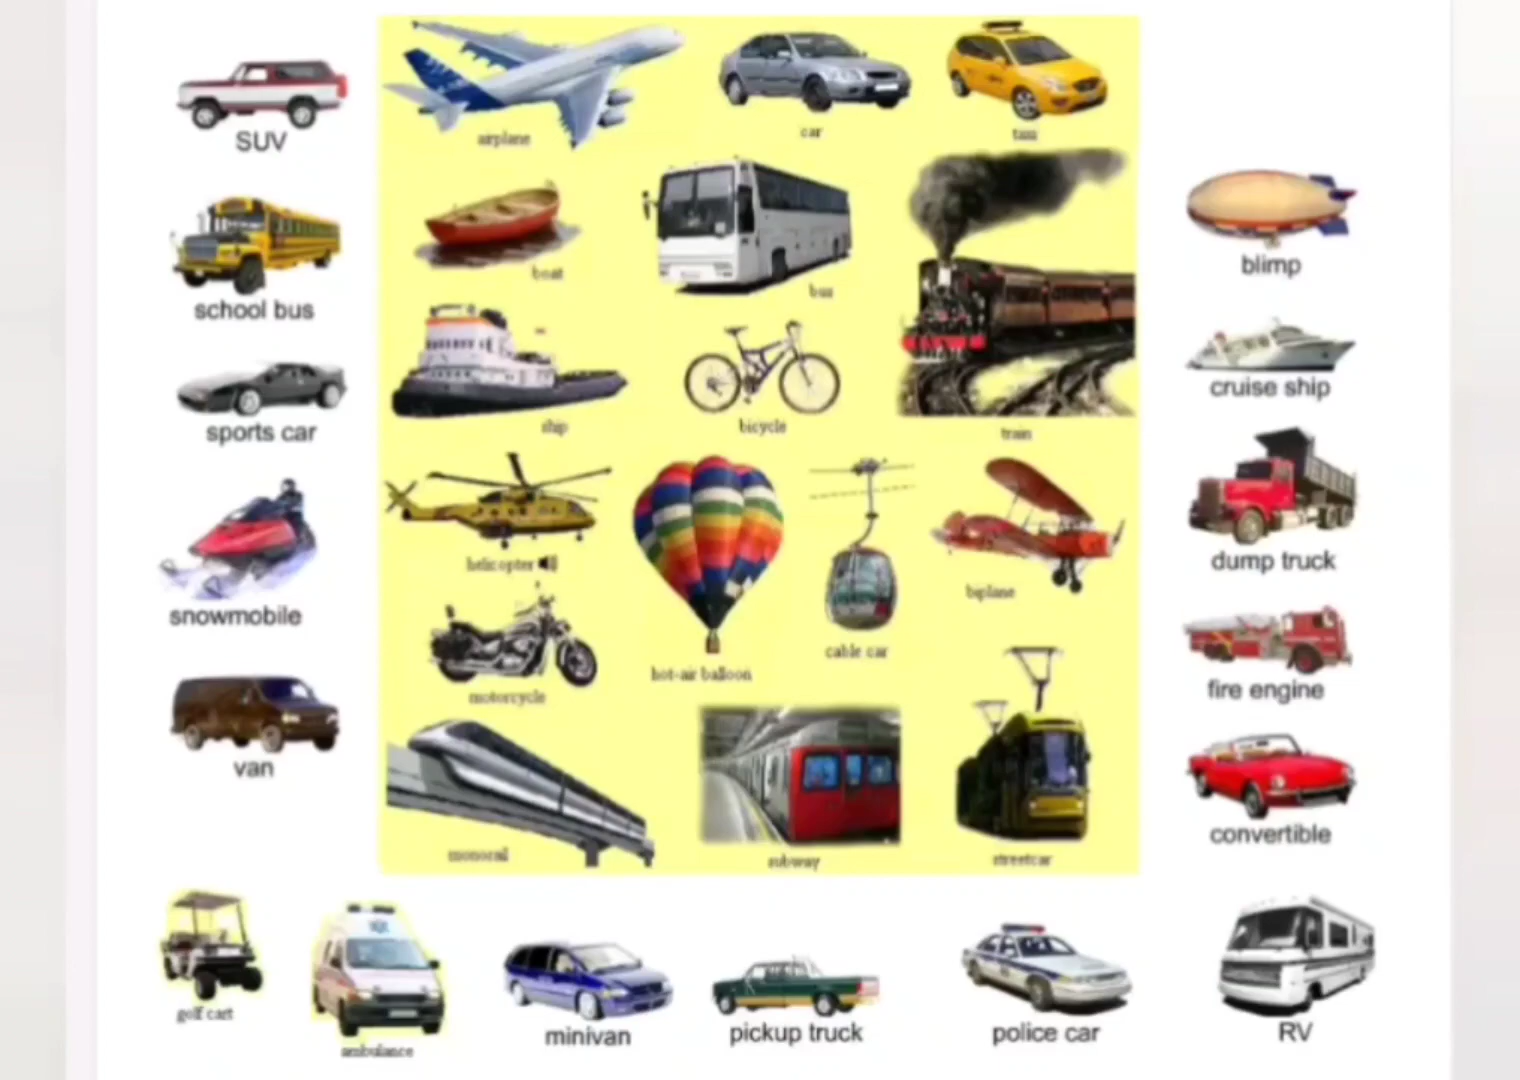 airplane
car
taxi
SUV
boat
bus
blimp
school bus
ship
bicycle
train
cruise ship
sports car
helicopter
biplane
dump truck
snowmobile
cable car
hot-air balloon
motorcycle
fire engine
van
monorail
subway
streetcar
convertible
golf cart
ambulance
minivan
pickup truck
police car
RV